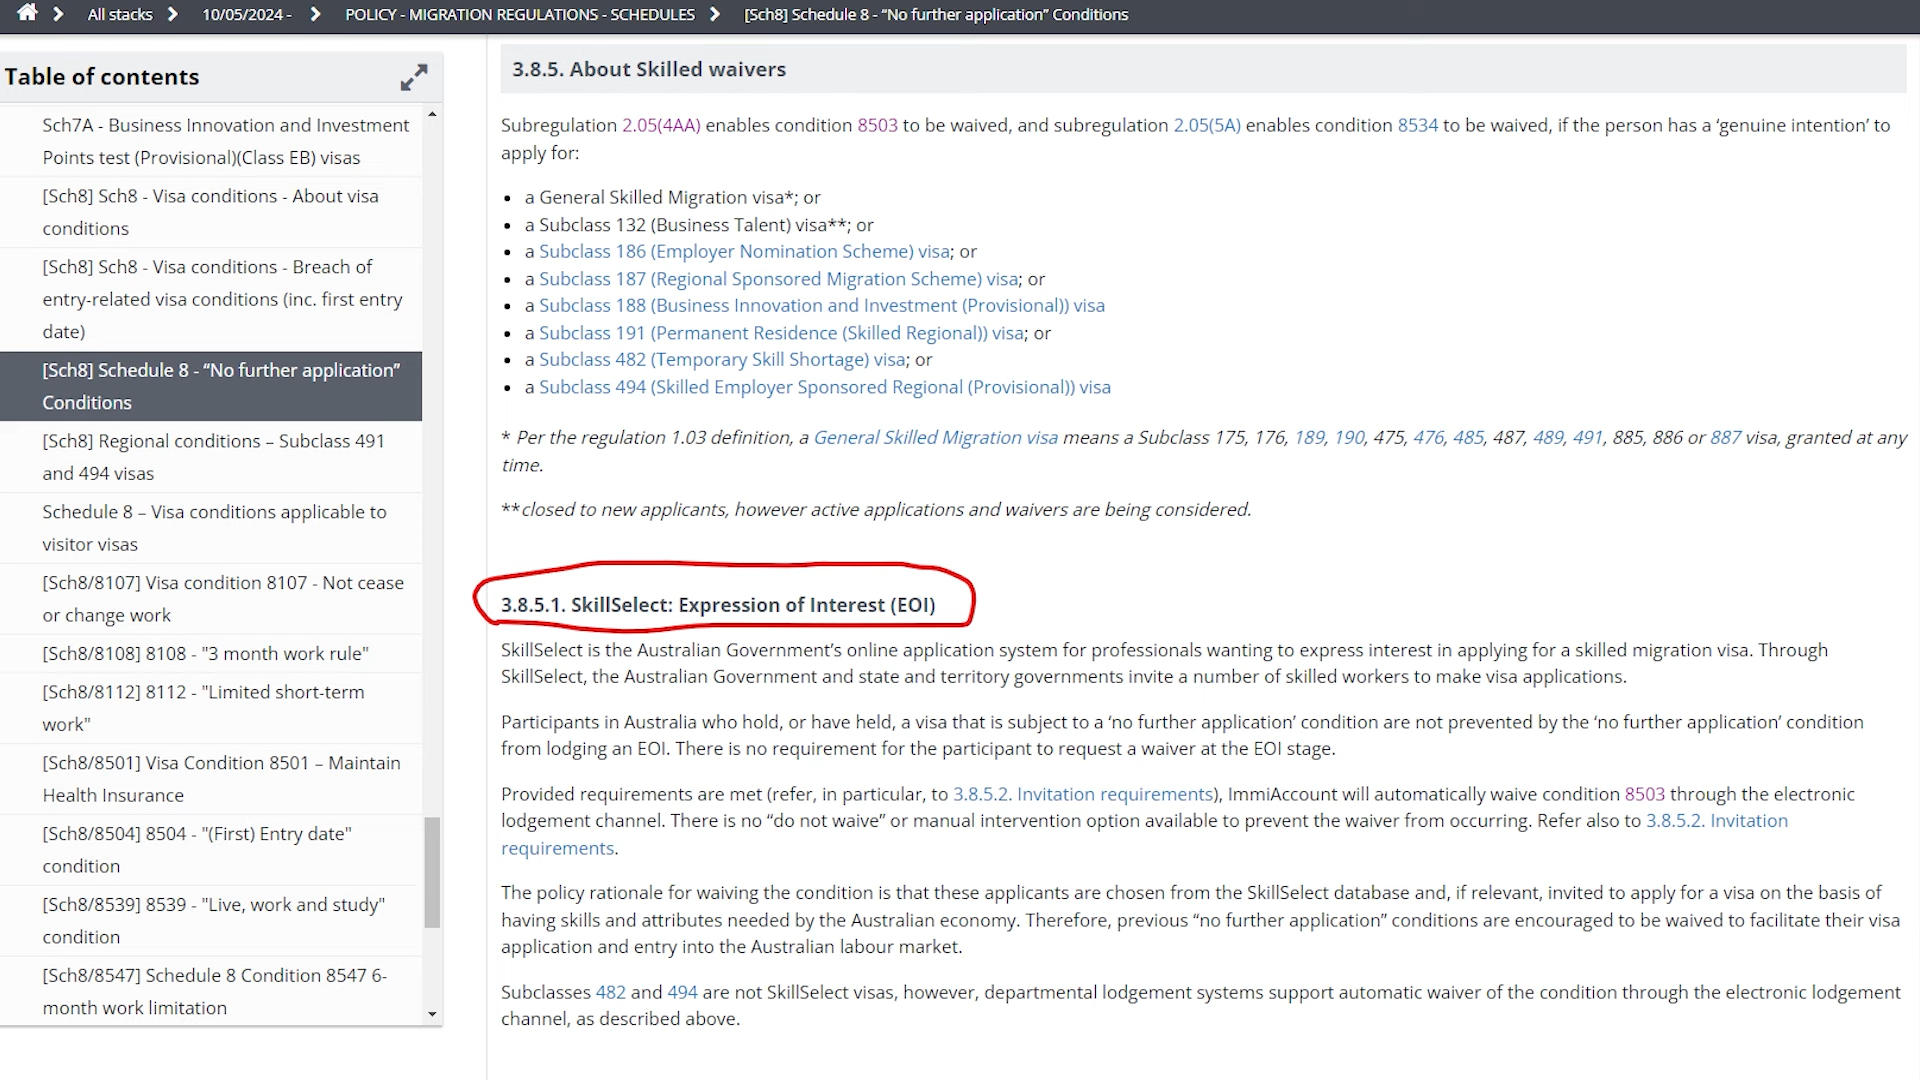 All stacks 10/05/2024 - POLICY - MIGRATION REGULATIONS - SCHEDULES [Sch8] Schedule 8 - “No further application” Conditions
Table of contents
Sch7A - Business Innovation and Investment
Points test (Provisional)(Class EB) visas
[Sch8] Sch8 - Visa conditions - About visa
conditions
[Sch8] Sch8 - Visa conditions - Breach of
entry-related visa conditions (inc. first entry
date)
[Sch8] Schedule 8 - “No further application”
Conditions
[Sch8] Regional conditions – Subclass 491
and 494 visas
Schedule 8 – Visa conditions applicable to
visitor visas
[Sch8/8107] Visa condition 8107 - Not cease
or change work
[Sch8/8108] 8108 - "3 month work rule"
[Sch8/8112] 8112 - "Limited short-term
work"
[Sch8/8501] Visa Condition 8501 – Maintain
Health Insurance
[Sch8/8504] 8504 - "(First) Entry date"
condition
[Sch8/8539] 8539 - "Live, work and study"
condition
[Sch8/8547] Schedule 8 Condition 8547 6-
month work limitation
3.8.5. About Skilled waivers
Subregulation 2.05(4AA) enables condition 8503 to be waived, and subregulation 2.05(5A) enables condition 8534 to be waived, if the person has a ‘genuine intention’ to
apply for:
• a General Skilled Migration visa*; or
• a Subclass 132 (Business Talent) visa**; or
• a Subclass 186 (Employer Nomination Scheme) visa; or
• a Subclass 187 (Regional Sponsored Migration Scheme) visa; or
• a Subclass 188 (Business Innovation and Investment (Provisional)) visa
• a Subclass 191 (Permanent Residence (Skilled Regional)) visa; or
• a Subclass 482 (Temporary Skill Shortage) visa; or
• a Subclass 494 (Skilled Employer Sponsored Regional (Provisional)) visa
* Per the regulation 1.03 definition, a General Skilled Migration visa means a Subclass 175, 176, 189, 190, 475, 476, 485, 487, 489, 491, 885, 886 or 887 visa, granted at any
time.
**closed to new applicants, however active applications and waivers are being considered.
3.8.5.1. SkillSelect: Expression of Interest (EOI)
SkillSelect is the Australian Government’s online application system for professionals wanting to express interest in applying for a skilled migration visa. Through
SkillSelect, the Australian Government and state and territory governments invite a number of skilled workers to make visa applications.
Participants in Australia who hold, or have held, a visa that is subject to a ‘no further application’ condition are not prevented by the ‘no further application’ condition
from lodging an EOI. There is no requirement for the participant to request a waiver at the EOI stage.
Provided requirements are met (refer, in particular, to 3.8.5.2. Invitation requirements), ImmiAccount will automatically waive condition 8503 through the electronic
lodgement channel. There is no “do not waive” or manual intervention option available to prevent the waiver from occurring. Refer also to 3.8.5.2. Invitation
requirements.
The policy rationale for waiving the condition is that these applicants are chosen from the SkillSelect database and, if relevant, invited to apply for a visa on the basis of
having skills and attributes needed by the Australian economy. Therefore, previous “no further application” conditions are encouraged to be waived to facilitate their visa
application and entry into the Australian labour market.
Subclasses 482 and 494 are not SkillSelect visas, however, departmental lodgement systems support automatic waiver of the condition through the electronic lodgement
channel, as described above.